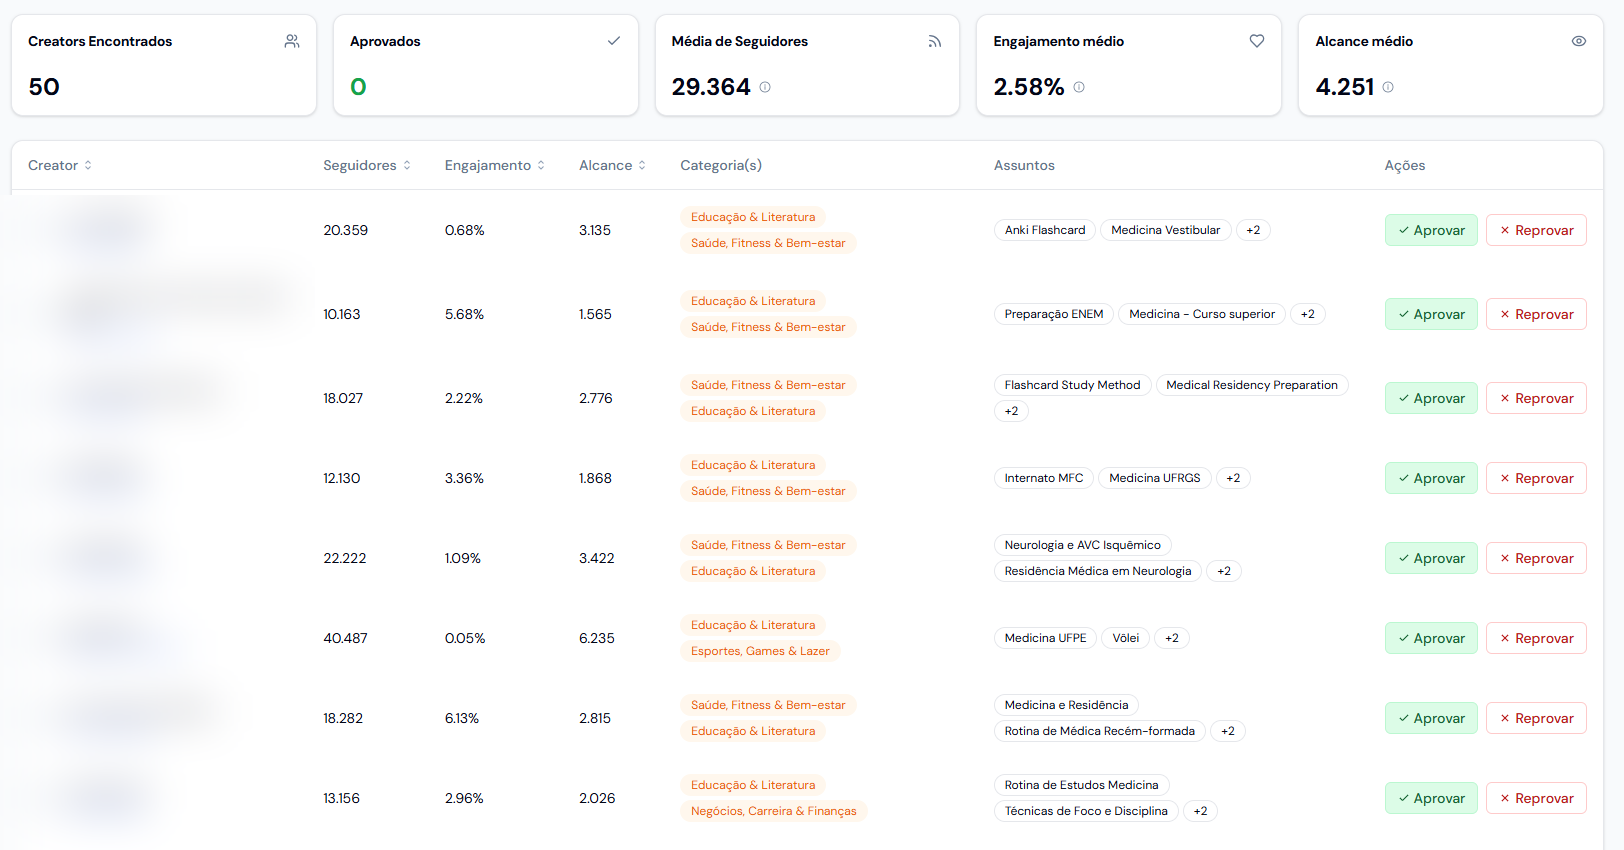 Creators Encontrados
50
Aprovados
0
Média de Seguidores
29.364
Engajamento médio
2.58%
Alcance médio
4.251
Creator Seguidores Engajamento Alcance Categoria(s) Assuntos Ações
20.359 0.68% 3.135
Educação & Literatura
Saúde, Fitness & Bem-estar
Anki Flashcard Medicina Vestibular +2
Aprovar Reprovar
10.163 5.68% 1.565
Educação & Literatura
Saúde, Fitness & Bem-estar
Preparação ENEM Medicina - Curso superior +2
Aprovar Reprovar
18.027 2.22% 2.776
Saúde, Fitness & Bem-estar
Educação & Literatura
Flashcard Study Method Medical Residency Preparation
+2
Aprovar Reprovar
12.130 3.36% 1.868
Educação & Literatura
Saúde, Fitness & Bem-estar
Internato MFC Medicina UFRGS +2
Aprovar Reprovar
22.222 1.09% 3.422
Saúde, Fitness & Bem-estar
Educação & Literatura
Neurologia e AVC Isquêmico
Residência Médica em Neurologia +2
Aprovar Reprovar
40.487 0.05% 6.235
Educação & Literatura
Esportes, Games & Lazer
Medicina UFPE Vôlei +2
Aprovar Reprovar
18.282 6.13% 2.815
Saúde, Fitness & Bem-estar
Educação & Literatura
Medicina e Residência
Rotina de Médica Recém-formada +2
Aprovar Reprovar
13.156 2.96% 2.026
Educação & Literatura
Negócios, Carreira & Finanças
Rotina de Estudos Medicina
Técnicas de Foco e Disciplina +2
Aprovar Reprovar